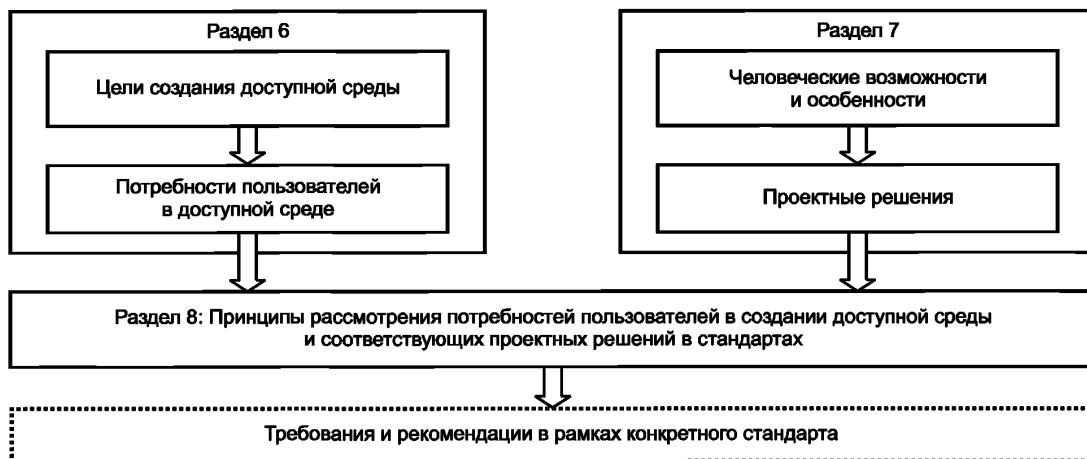 Раздел 6
Цели создания доступной среды
Потребности пользователей
в доступной среде
Раздел 7
Человеческие возможности
и особенности
Проектные решения
Раздел 8: Принципы рассмотрения потребностей пользователей в создании доступной среды
и соответствующих проектных решений в стандартах
Требования и рекомендации в рамках конкретного стандарта